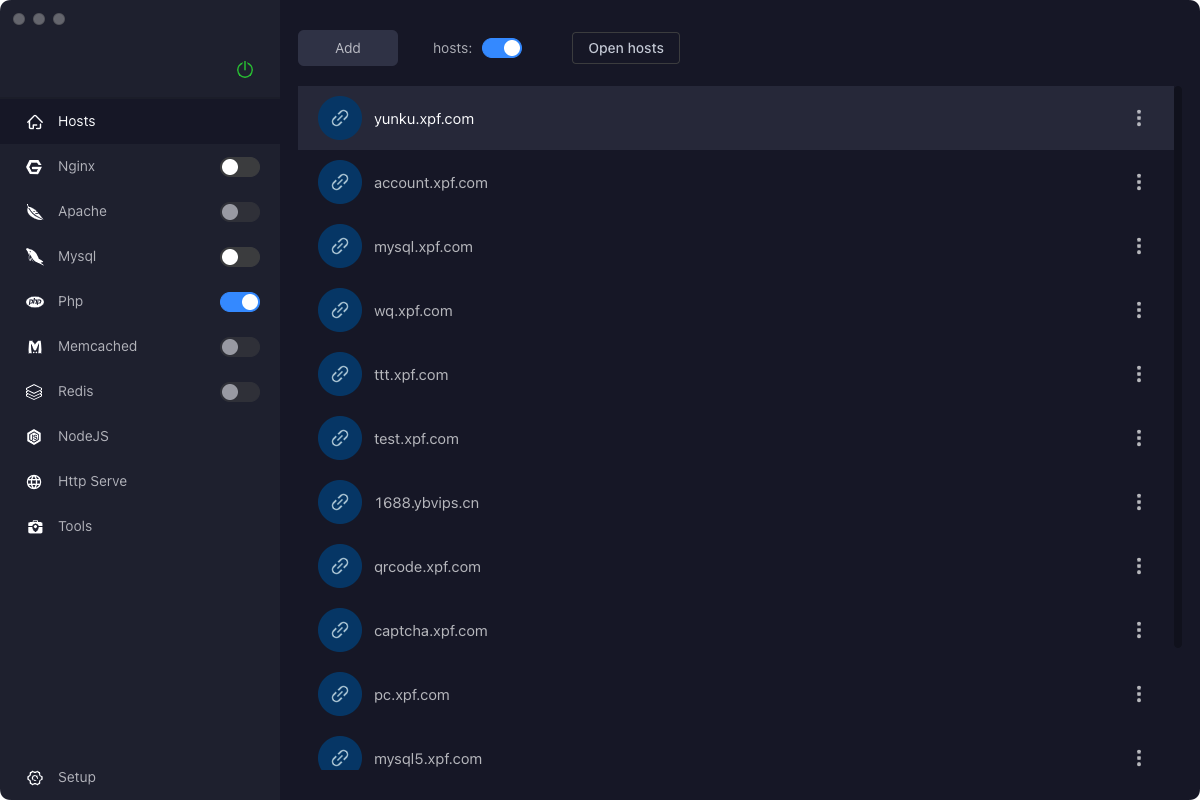 Add
hosts:
Open hosts
Hosts
Nginx
Apache
Mysql
Php
php
Memcached
Redis
NodeJS
Http Serve
Tools
Setup
yunku.xpf.com
account.xpf.com
mysql.xpf.com
wq.xpf.com
ttt.xpf.com
test.xpf.com
1688.ybvips.cn
qrcode.xpf.com
captcha.xpf.com
pc.xpf.com
mysql5.xpf.com